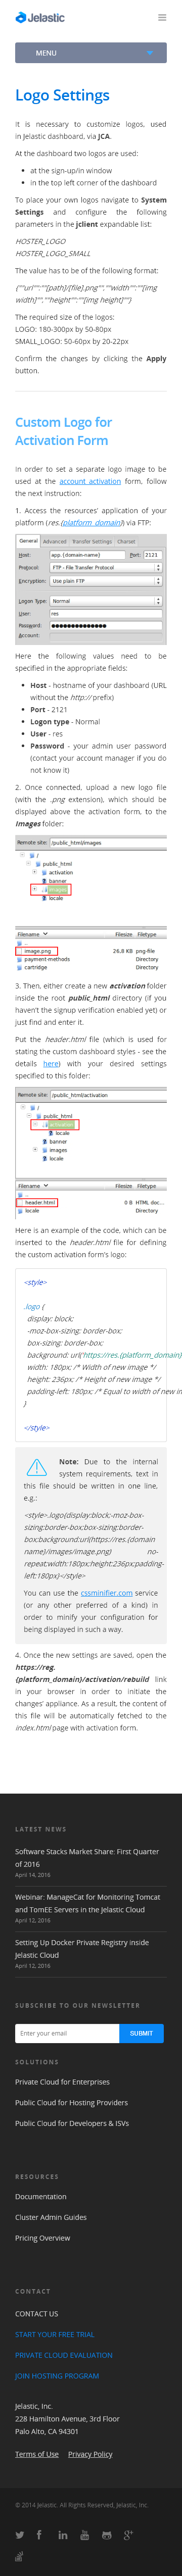 Jelastic
MENU
Logo Settings
It is necessary to customize logos, used
in Jelastic dashboard, via JCA.
At the dashboard two logos are used:
at the sign-up/in window
in the top left corner of the dashboard
To place your own logos navigate to System
Settings and configure the following
parameters in the jclient expandable list:
HOSTER_LOGO
HOSTER_LOGO_SMALL
The value has to be of the following format:
{""url"":""[path]/[file].png"",""width"":""[img
width]"",""height"":""[img height]""}
The required size of the logos:
LOGO: 180-300px by 50-80px
SMALL_LOGO: 50-60px by 20-22px
Confirm the changes by clicking the Apply
button.
Custom Logo for
Activation Form
In order to set a separate logo image to be
used at the account activation form, follow
the next instruction:
1. Access the resources' application of your
platform (res.{platform_domain}) via FTP:
General Advanced Transfer Settings Charset
Host: app.{domain-name} Port: 2121
Protocol: FTP - File Transfer Protocol
Encryption: Use plain FTP
Logon Type: Normal
User: res
Password: ●●●●●●●●●●●●●●
Account:
Here the following values need to be
specified in the appropriate fields:
Host - hostname of your dashboard (URL
without the http:// prefix)
Port - 2121
Logon type - Normal
User - res
Password - your admin user password
(contact your account manager if you do
not know it)
2. Once connected, upload a new logo file
(with the .png extension), which should be
displayed above the activation form, to the
Images folder:
Remote site: /public_html/images
/
public_html
activation
banner
images
locale
Filename Filesize Filetype
..
image.png 26,8 KB png-file
payment-methods Directory
cartridge Directory
3. Then, either create a new activation folder
inside the root public_html directory (if you
haven't set the signup verification enabled yet) or
just find and enter it.
Put the header.html file (which is used for
stating the custom dashboard styles - see the
details here) with your desired settings
specified to this folder:
Remote site: /public_html/activation
/
public_html
activation
locale
banner
images
locale
Filename Filesize Filetype
..
header.html 0 B HTML doc...
locale Directory
Here is an example of the code, which can be
inserted to the header.html file for defining
the custom activation form's logo:
<style>
.logo {
display: block;
-moz-box-sizing: border-box;
box-sizing: border-box;
background: url('https://res.{platform_domain}
width: 180px; /* Width of new image */
height: 236px; /* Height of new image */
padding-left: 180px; /* Equal to width of new im
}
</style>
Note: Due to the internal
system requirements, text in
this file should be written in one line,
e.g.:
<style>.logo{display:block;-moz-box-
sizing:border-box;box-sizing:border-
box;background:url(https://res.{domain
name}/images/image.png) no-
repeat;width:180px;height:236px;padding-
left:180px}</style>
You can use the cssminifier.com service
(or any other preferred of a kind) in
order to minify your configuration for
being displayed in such a way.
4. Once the new settings are saved, open the
https://reg.
{platform_domain}/activation/rebuild link
in your browser in order to initiate the
changes' appliance. As a result, the content of
this file will be automatically fetched to the
index.html page with activation form.
LATEST NEWS
Software Stacks Market Share: First Quarter
of 2016
April 14, 2016
Webinar: ManageCat for Monitoring Tomcat
and TomEE Servers in the Jelastic Cloud
April 12, 2016
Setting Up Docker Private Registry inside
Jelastic Cloud
April 12, 2016
SUBSCRIBE TO OUR NEWSLETTER
Enter your email SUBMIT
SOLUTIONS
Private Cloud for Enterprises
Public Cloud for Hosting Providers
Public Cloud for Developers & ISVs
RESOURCES
Documentation
Cluster Admin Guides
Pricing Overview
CONTACT
CONTACT US
START YOUR FREE TRIAL
PRIVATE CLOUD EVALUATION
JOIN HOSTING PROGRAM
Jelastic, Inc.
228 Hamilton Avenue, 3rd Floor
Palo Alto, CA 94301
Terms of Use Privacy Policy
© 2014 Jelastic. All Rights Reserved, Jelastic, Inc.